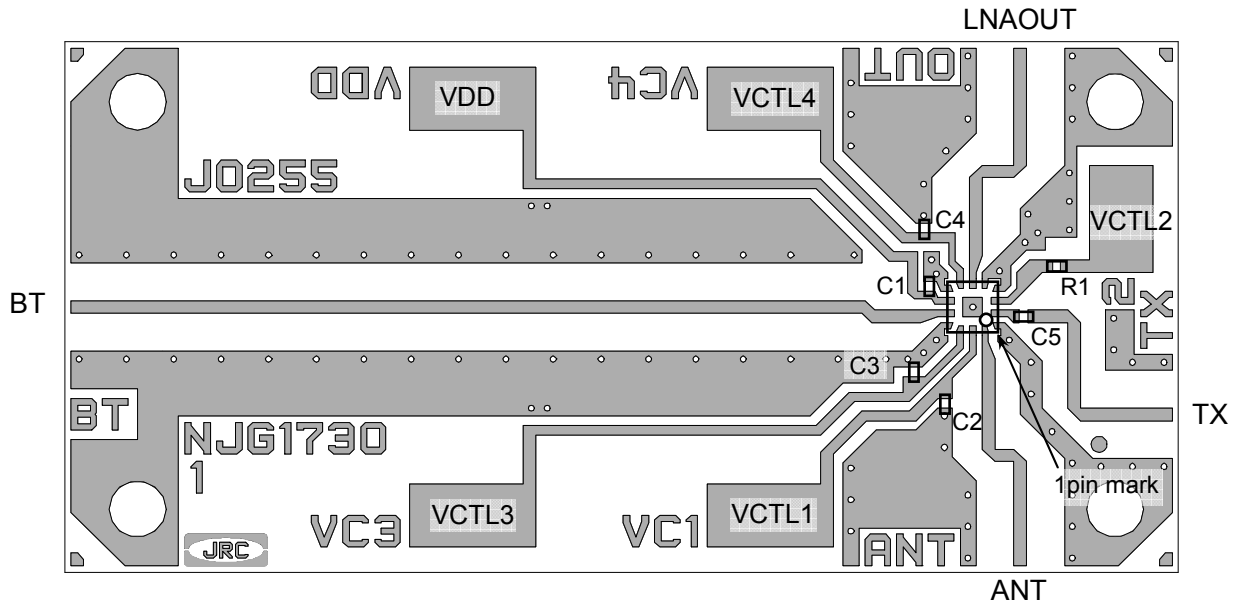 LNAOUT
VDD
VDD
VC4
VCTL4
OUT
J0255
C4
VCTL2
C1
R1
BT
2
TX
C5
C3
BT
C2
TX
NJG1730
1
1pin mark
VC3
VCTL3
VC1
VCTL1
ANT
JRC
ANT